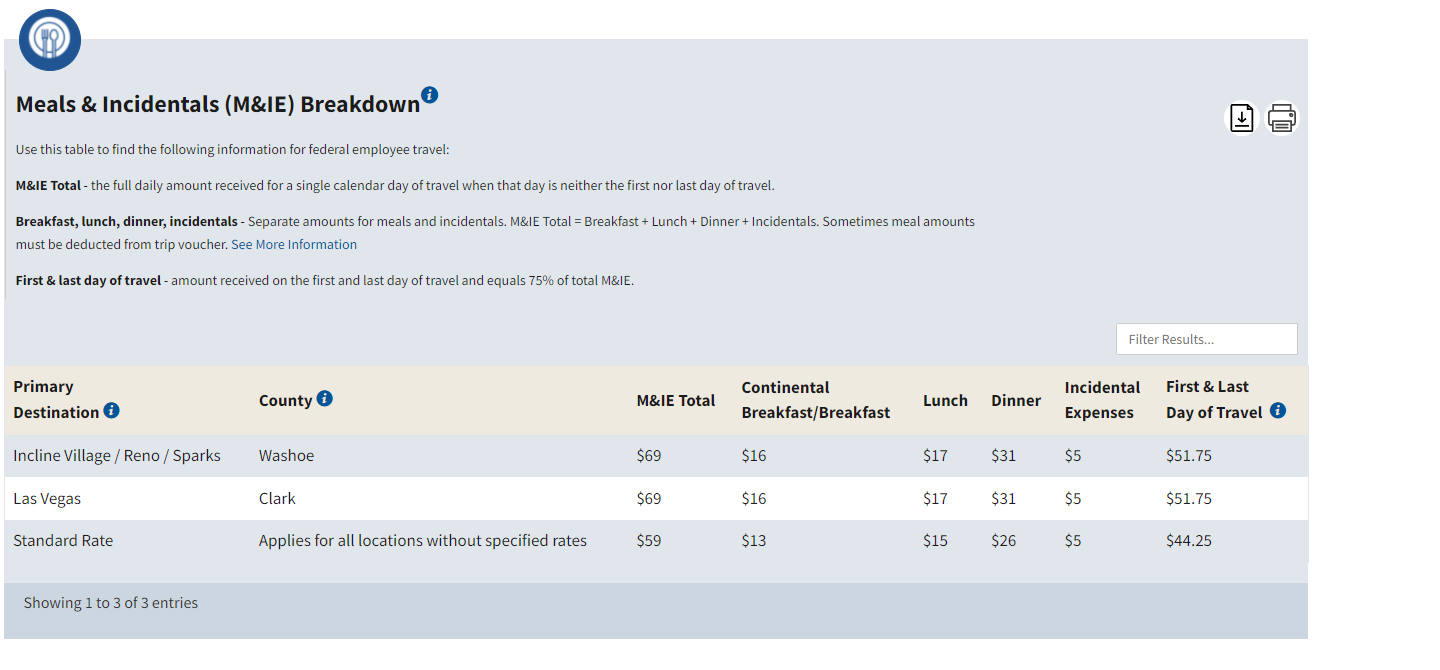 Meals & Incidentals (M&IE) Breakdown
Use this table to find the following information for federal employee travel:
M&IE Total - the full daily amount received for a single calendar day of travel when that day is neither the first nor last day of travel.
Breakfast, lunch, dinner, incidentals - Separate amounts for meals and incidentals. M&IE Total = Breakfast + Lunch + Dinner + Incidentals. Sometimes meal amounts
must be deducted from trip voucher. See More Information
First & last day of travel - amount received on the first and last day of travel and equals 75% of total M&IE.
Filter Results...
Primary Destination County M&IE Total Continental Breakfast/Breakfast Lunch Dinner Incidental Expenses First & Last Day of Travel
Incline Village / Reno / Sparks Washoe $69 $16 $17 $31 $5 $51.75
Las Vegas Clark $69 $16 $17 $31 $5 $51.75
Standard Rate Applies for all locations without specified rates $59 $13 $15 $26 $5 $44.25
Showing 1 to 3 of 3 entries